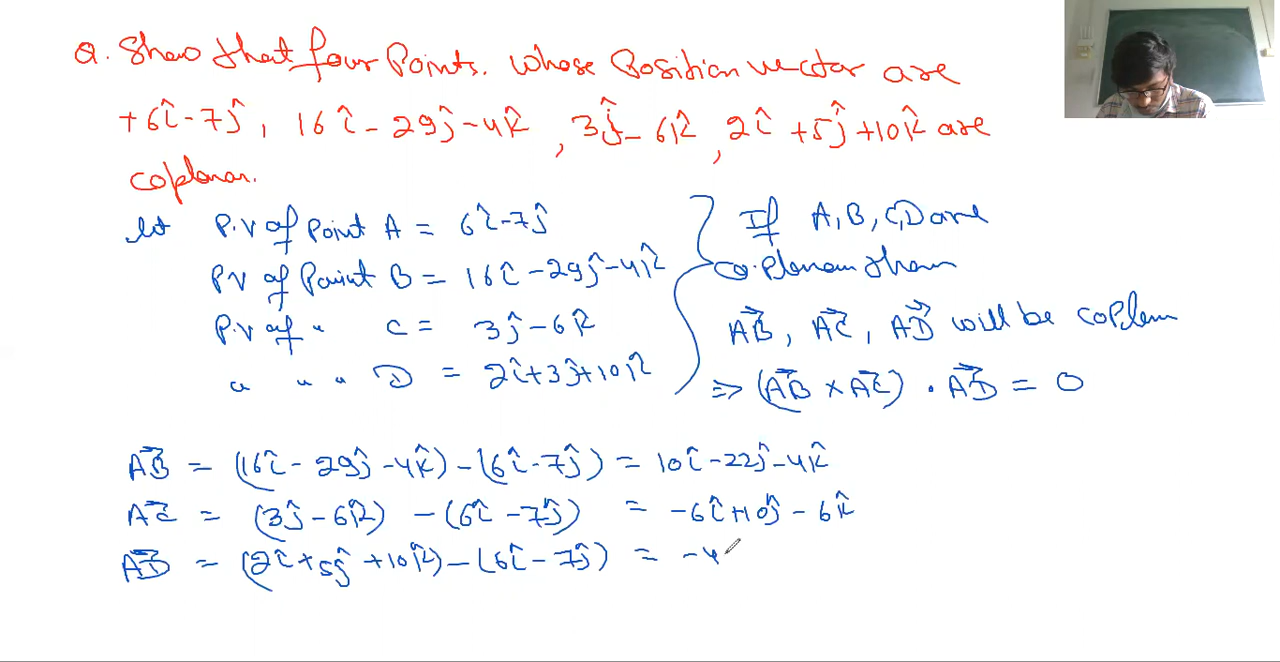 Q. Show that four Points. Whose Position vector are
+6î-7ĵ, 16î-29ĵ-4k̂, 3ĵ-6k̂, 2î+5ĵ+10k̂ are
coplanar.
let P.V of Point A = 6î-7ĵ
PV of Point B = 16î-29ĵ-4k̂
P.V of " C = 3ĵ-6k̂
" " " D = 2î+3ĵ+10k̂
If A, B, C, D are
co.planar than
AB⃗, AC⃗, AD⃗ will be coplan
⇒ (AB⃗ × AC⃗) . AD⃗ = 0
AB⃗ = (16î-29ĵ-4k̂)-(6î-7ĵ) = 10î-22ĵ-4k̂
AC⃗ = (3ĵ-6k̂) -(6î-7ĵ) = -6î+10ĵ-6k̂
AD⃗ = (2î+5ĵ+10k̂)-(6î-7ĵ) = -4